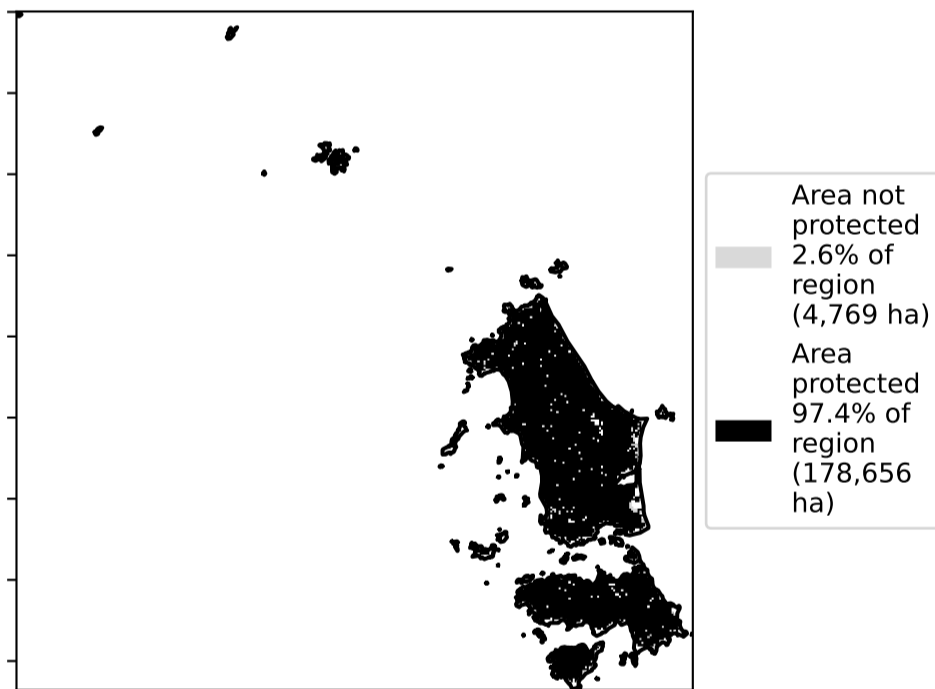 Area not
protected
2.6% of
region
(4,769 ha)
Area
protected
97.4% of
region
(178,656
ha)